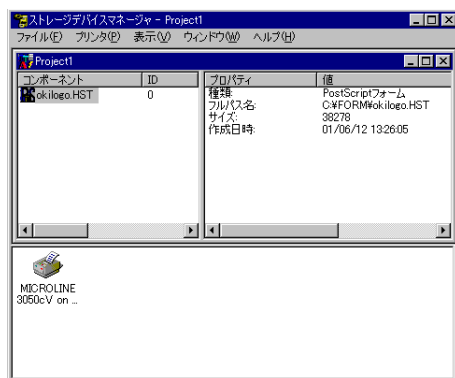 ストレージデバイスマネージャ - Project1
ファイル(F) プリンタ(P) 表示(V) ウィンドウ(W) ヘルプ(H)
Project1
コンポーネント ID
okilogo.HST 0
プロパティ 値
種類: PostScriptフォーム
フルパス名: C:¥FORM¥okilogo.HST
サイズ: 38278
作成日時: 01/06/12 13:26:05
MICROLINE
3050cV on ...